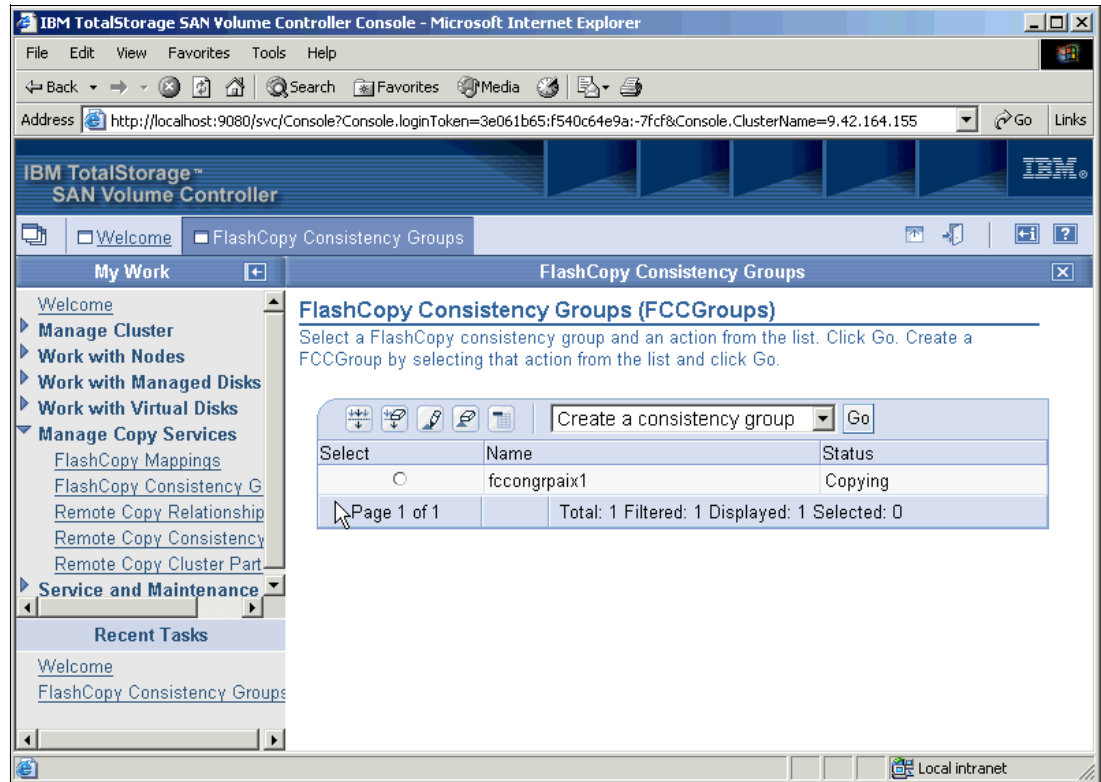 IBM TotalStorage SAN Volume Controller Console - Microsoft Internet Explorer
File Edit View Favorites Tools Help
Back Search Favorites Media
Address http://localhost:9080/svc/Console?Console.loginToken=3e061b65:f540c64e9a:-7fcf&Console.ClusterName=9.42.164.155 Go Links
IBM TotalStorage™
SAN Volume Controller
IBM®
Welcome FlashCopy Consistency Groups
My Work
FlashCopy Consistency Groups
Welcome
Manage Cluster
Work with Nodes
Work with Managed Disks
Work with Virtual Disks
Manage Copy Services
FlashCopy Mappings
FlashCopy Consistency G
Remote Copy Relationship
Remote Copy Consistency
Remote Copy Cluster Part
Service and Maintenance
Recent Tasks
Welcome
FlashCopy Consistency Groups
FlashCopy Consistency Groups (FCCGroups)
Select a FlashCopy consistency group and an action from the list. Click Go. Create a
FCCGroup by selecting that action from the list and click Go.
Create a consistency group Go
Select Name Status
fccongrpaix1 Copying
Page 1 of 1 Total: 1 Filtered: 1 Displayed: 1 Selected: 0
Local intranet